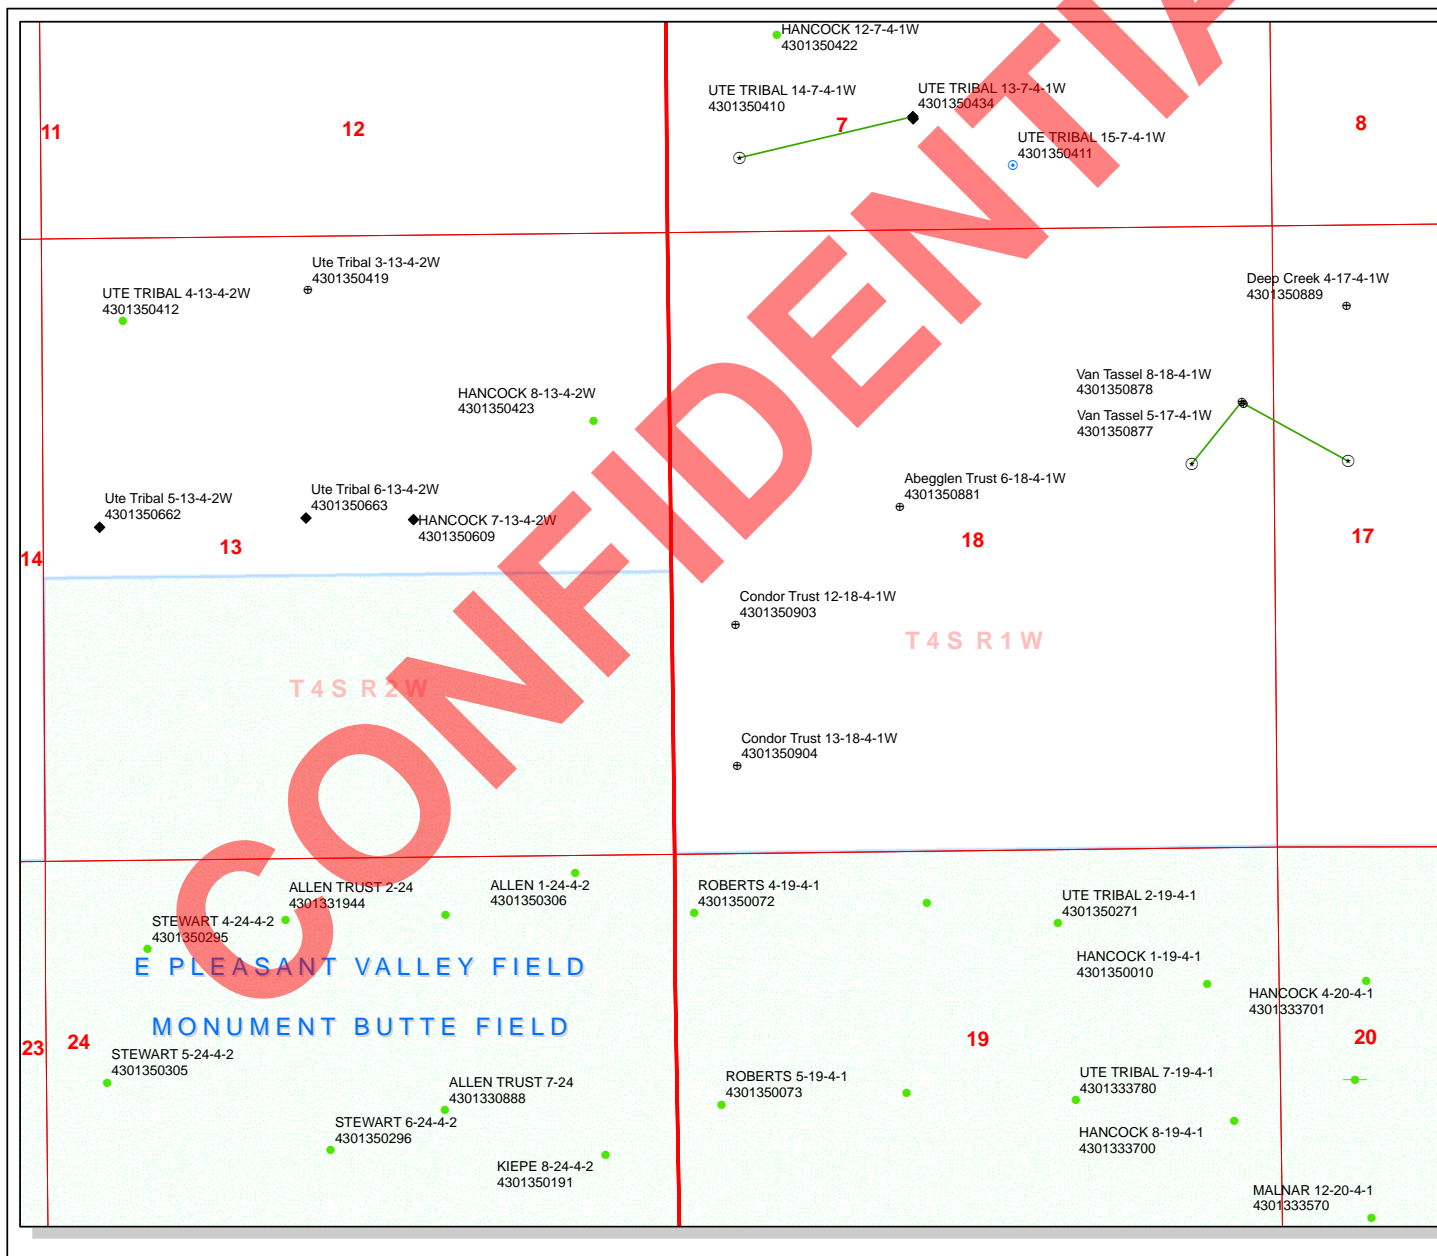 HANCOCK 12-7-4-1W
4301350422
UTE TRIBAL 14-7-4-1W
4301350410
UTE TRIBAL 13-7-4-1W
4301350434
11
12
7
8
UTE TRIBAL 15-7-4-1W
4301350411
Ute Tribal 3-13-4-2W
4301350419
UTE TRIBAL 4-13-4-2W
4301350412
Deep Creek 4-17-4-1W
4301350889
HANCOCK 8-13-4-2W
4301350423
Van Tassel 8-18-4-1W
4301350878
Van Tassel 5-17-4-1W
4301350877
Ute Tribal 5-13-4-2W
4301350662
Ute Tribal 6-13-4-2W
4301350663
HANCOCK 7-13-4-2W
4301350609
Abegglen Trust 6-18-4-1W
4301350881
14
13
18
17
Condor Trust 12-18-4-1W
4301350903
T4S R1W
T4S R2W
Condor Trust 13-18-4-1W
4301350904
CONFIDENTIA
ALLEN TRUST 2-24
4301331944
ALLEN 1-24-4-2
4301350306
ROBERTS 4-19-4-1
4301350072
UTE TRIBAL 2-19-4-1
4301350271
STEWART 4-24-4-2
4301350295
E PLEASANT VALLEY FIELD
HANCOCK 1-19-4-1
4301350010
HANCOCK 4-20-4-1
4301333701
MONUMENT BUTTE FIELD
23
24
19
20
STEWART 5-24-4-2
4301350305
ALLEN TRUST 7-24
4301330888
ROBERTS 5-19-4-1
4301350073
UTE TRIBAL 7-19-4-1
4301333780
STEWART 6-24-4-2
4301350296
HANCOCK 8-19-4-1
4301333700
KIEPE 8-24-4-2
4301350191
MALNAR 12-20-4-1
4301333570